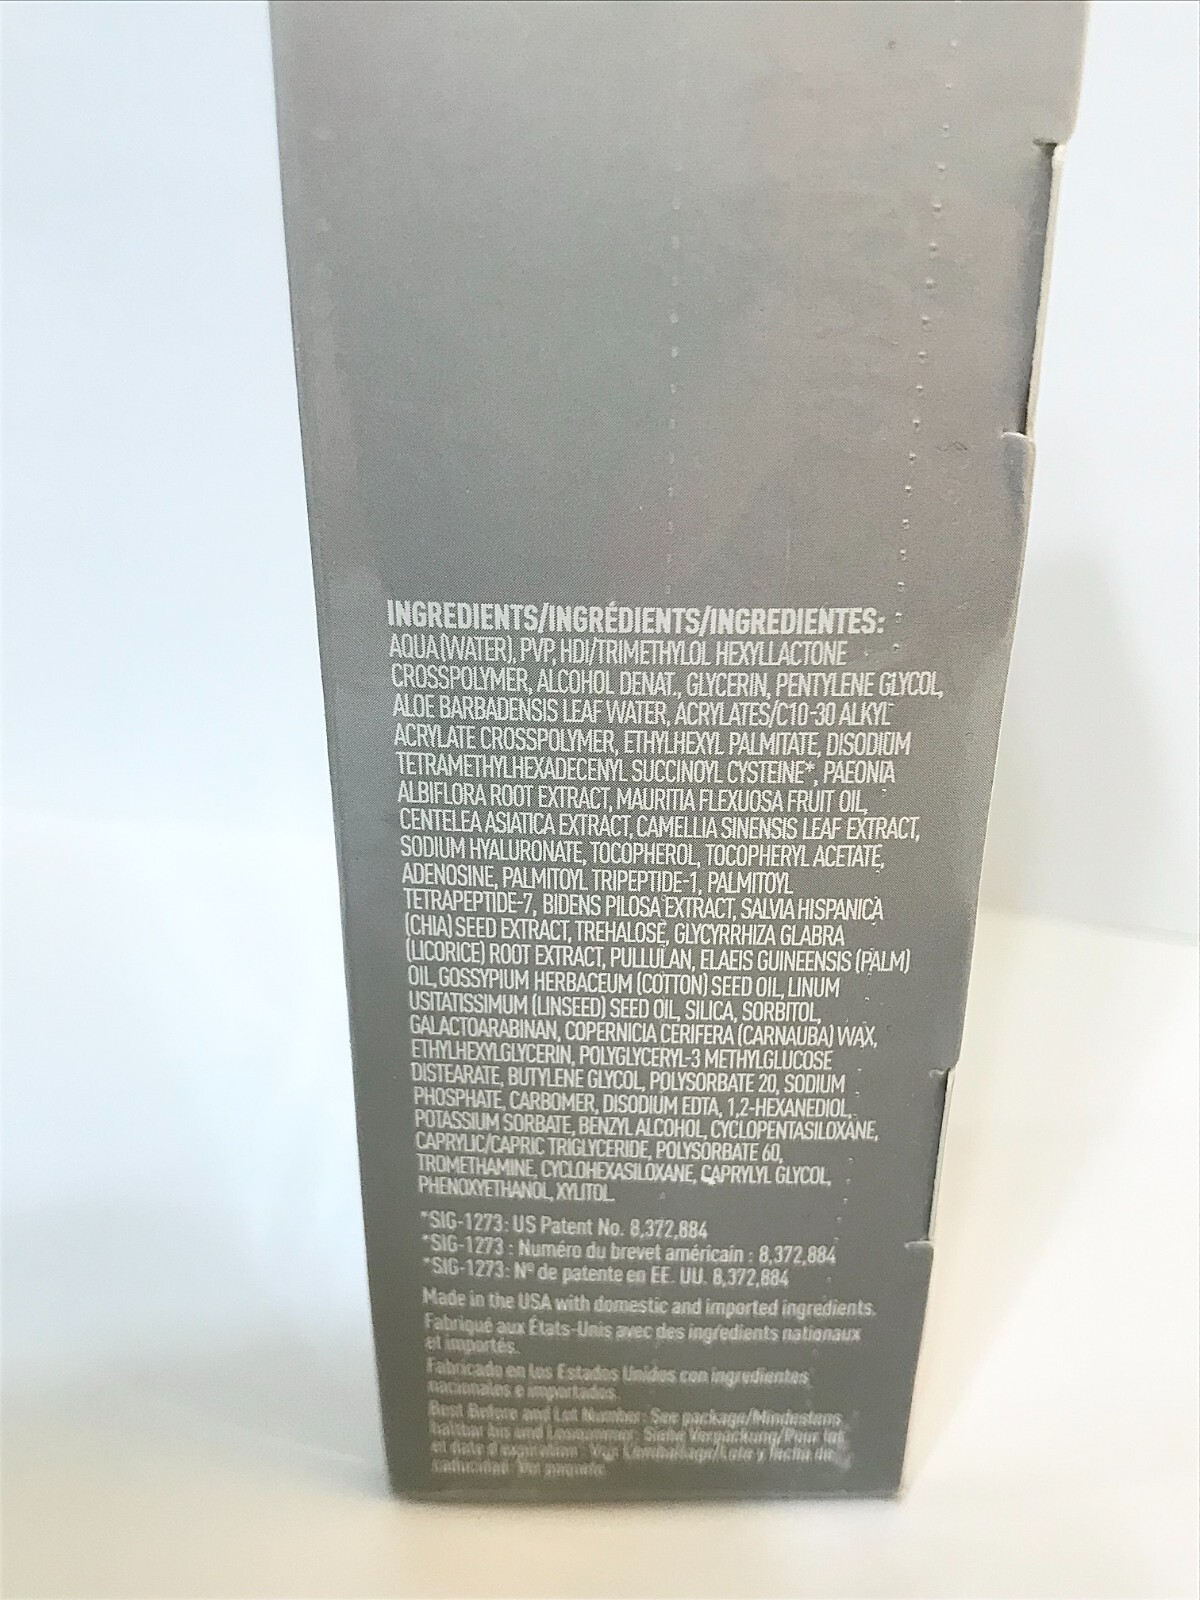 INGREDIENTS/INGRÉDIENTS/INGREDIENTES:
AQUA (WATER), PVP, HDI/TRIMETHYLOL HEXYLLACTONE
CROSSPOLYMER, ALCOHOL DENAT., GLYCERIN, PENTYLENE GLYCOL,
ALOE BARBADENSIS LEAF WATER, ACRYLATES/C10-30 ALKYL
ACRYLATE CROSSPOLYMER, ETHYLHEXYL PALMITATE, DISODIUM
TETRAMETHYLHEXADECENYL SUCCINOYL CYSTEINE*, PAEONIA
ALBIFLORA ROOT EXTRACT, MAURITIA FLEXUOSA FRUIT OIL,
CENTELEA ASIATICA EXTRACT, CAMELLIA SINENSIS LEAF EXTRACT,
SODIUM HYALURONATE, TOCOPHEROL, TOCOPHERYL ACETATE,
ADENOSINE, PALMITOYL TRIPEPTIDE-1, PALMITOYL
TETRAPEPTIDE-7, BIDENS PILOSA EXTRACT, SALVIA HISPANICA
(CHIA) SEED EXTRACT, TREHALOSE, GLYCYRRHIZA GLABRA
(LICORICE) ROOT EXTRACT, PULLULAN, ELAEIS GUINEENSIS (PALM)
OIL, GOSSYPIUM HERBACEUM (COTTON) SEED OIL, LINUM
USITATISSIMUM (LINSEED) SEED OIL, SILICA, SORBITOL,
GALACTOARABINAN, COPERNICIA CERIFERA (CARNAUBA) WAX,
ETHYLHEXYLGLYCERIN, POLYGLYCERYL-3 METHYLGLUCOSE
DISTEARATE, BUTYLENE GLYCOL, POLYSORBATE 20, SODIUM
PHOSPHATE, CARBOMER, DISODIUM EDTA, 1,2-HEXANEDIOL,
POTASSIUM SORBATE, BENZYL ALCOHOL, CYCLOPENTASILOXANE,
CAPRYLIC/CAPRIC TRIGLYCERIDE, POLYSORBATE 60,
TROMETHAMINE, CYCLOHEXASILOXANE, CAPRYLYL GLYCOL,
PHENOXYETHANOL, XYLITOL.
*SIG-1273: US Patent No. 8,372,884
*SIG-1273 : Numéro du brevet américain : 8,372,884
*SIG-1273: Nº de patente en EE. UU. 8,372,884
Made in the USA with domestic and imported ingredients.
Fabriqué aux États-Unis avec des ingrédients nationaux
et importés.
Fabricado en los Estados Unidos con ingredientes
nacionales e importados.
Best Before and Lot Number: See package/Mindestens
haltbar bis und Losnummer: Siehe Verpackung/Pour lot
et date d'expiration : Voir l'emballage/Lote y fecha de
caducidad: Ver paquete.